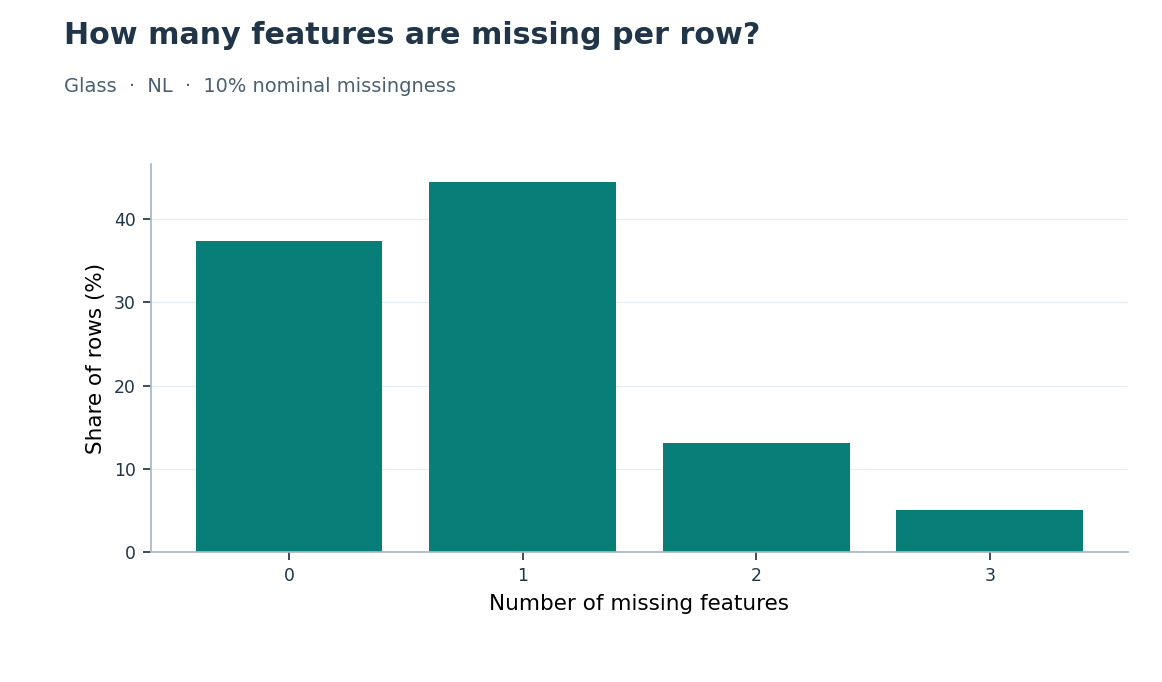 How many features are missing per row?
Glass · NL · 10% nominal missingness
Share of rows (%)
40
30
20
10
0
0 1 2 3
Number of missing features